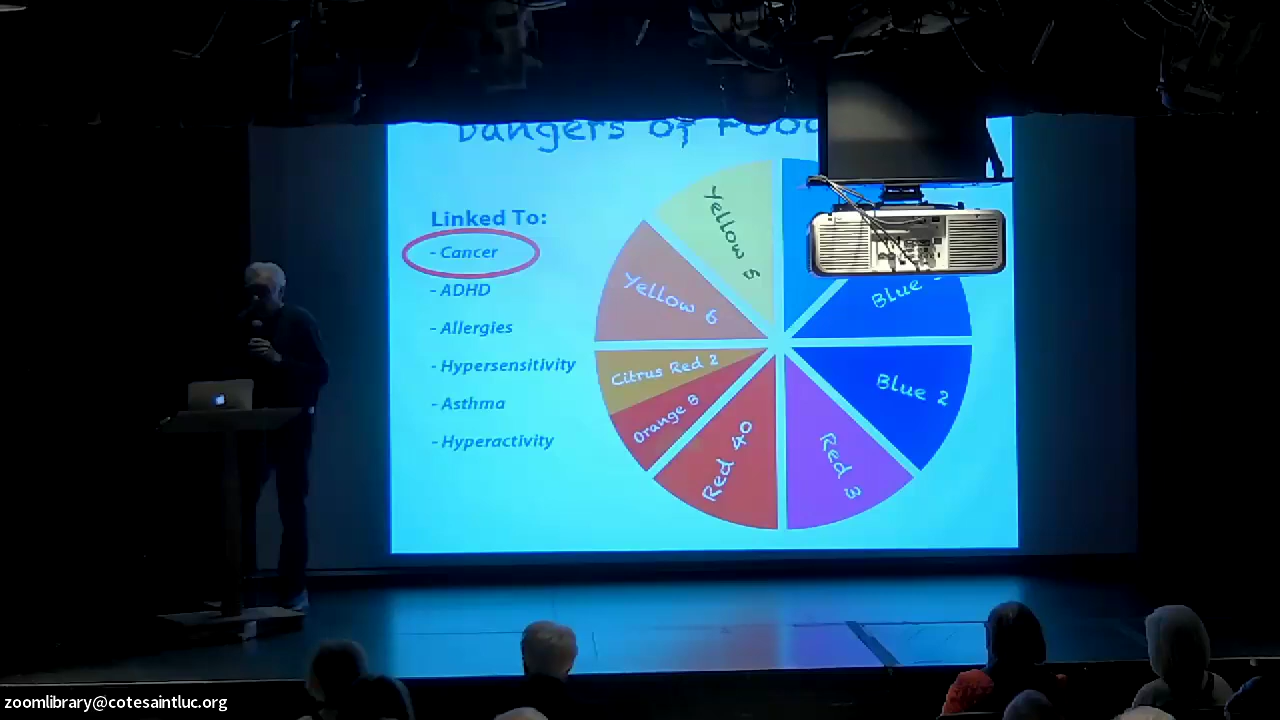 Dangers of Food
Linked To:
- Cancer
- ADHD
- Allergies
- Hypersensitivity
- Asthma
- Hyperactivity
Yellow 5
Yellow 6
Citrus Red 2
Orange B
Red 40
Red 3
Blue 2
Blue
zoomlibrary@cotesaintluc.org